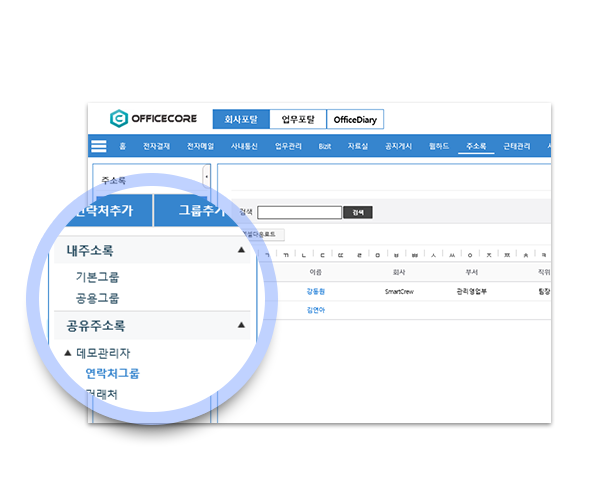 OFFICECORE 회사포탈 업무포탈 OfficeDiary
홈 전자결재 전자메일 사내통신 업무관리 Bizit 자료실 공지게시 웹하드 주소록 근태관리
주소록
연락처추가 그룹추가
검색 검색
내주소록
기본그룹
공용그룹
공유주소록
데모관리자
연락처그룹
거래처
이름 회사 부서 직위
강동원 SmartCrew 관리영업부 팀장
김연아